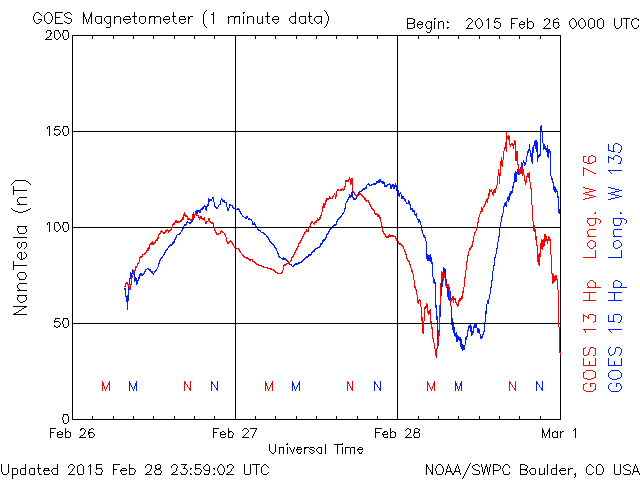 GOES Magnetometer (1 minute data)
Begin: 2015 Feb 26 0000 UTC
200
150
100
50
0
NanoTesla (nT)
M M N N M M N N M M N N
Feb 26 Feb 27 Feb 28 Mar 1
Universal Time
GOES 13 Hp Long. W 76
GOES 15 Hp Long. W 135
Updated 2015 Feb 28 23:59:02 UTC
NOAA/SWPC Boulder, CO USA